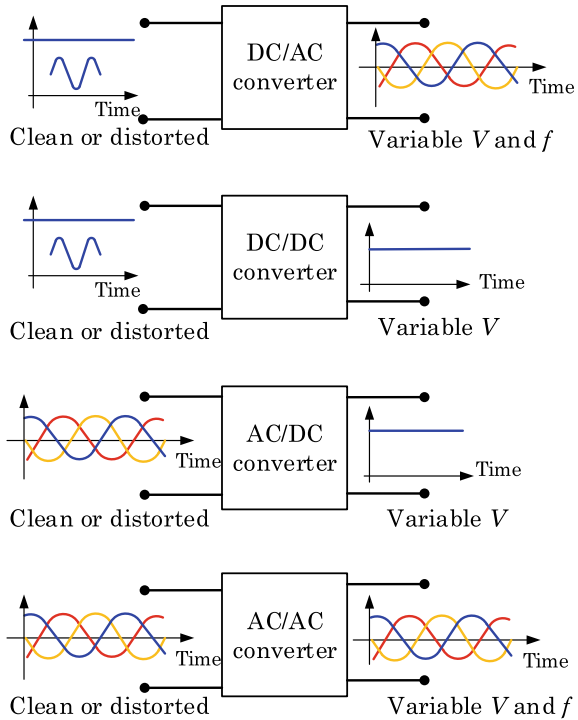 DC/AC
converter
Time
Time
Clean or distorted
Variable V and f
DC/DC
converter
Time
Time
Clean or distorted
Variable V
AC/DC
converter
Time
Time
Clean or distorted
Variable V
AC/AC
converter
Time
Time
Clean or distorted
Variable V and f